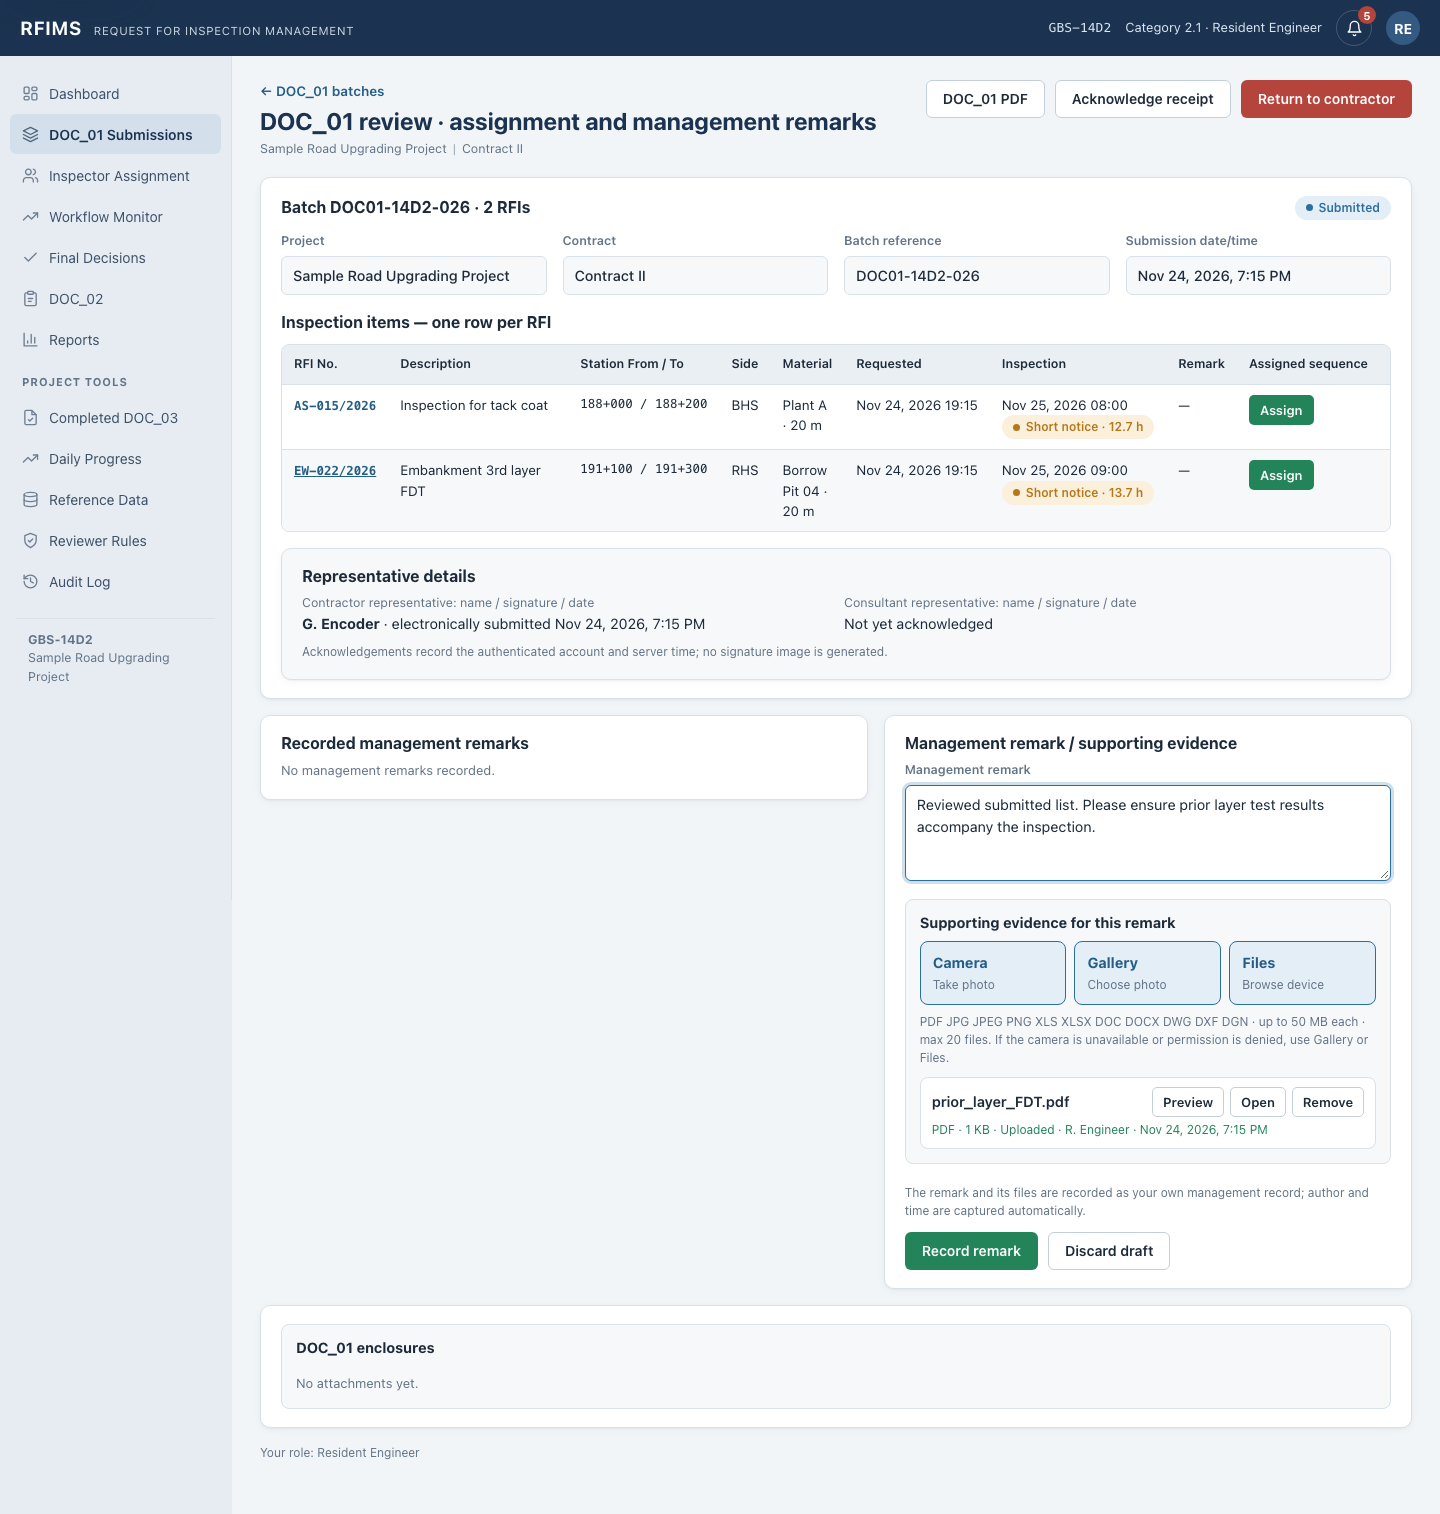 RFIMS REQUEST FOR INSPECTION MANAGEMENT
GBS-14D2 Category 2.1 · Resident Engineer 5 RE
Dashboard
DOC_01 Submissions
Inspector Assignment
Workflow Monitor
Final Decisions
DOC_02
Reports
PROJECT TOOLS
Completed DOC_03
Daily Progress
Reference Data
Reviewer Rules
Audit Log
GBS-14D2
Sample Road Upgrading
Project
← DOC_01 batches
DOC_01 review · assignment and management remarks
Sample Road Upgrading Project | Contract II
DOC_01 PDF Acknowledge receipt Return to contractor
Batch DOC01-14D2-026 · 2 RFIs
Submitted
Project Contract Batch reference Submission date/time
Sample Road Upgrading Project Contract II DOC01-14D2-026 Nov 24, 2026, 7:15 PM
Inspection items — one row per RFI
RFI No. Description Station From / To Side Material Requested Inspection Remark Assigned sequence
AS-015/2026 Inspection for tack coat 188+000 / 188+200 BHS Plant A Nov 24, 2026 19:15 Nov 25, 2026 08:00 — Assign
· 20 m Short notice · 12.7 h
EW-022/2026 Embankment 3rd layer 191+100 / 191+300 RHS Borrow Nov 24, 2026 19:15 Nov 25, 2026 09:00 — Assign
FDT Pit 04 · Short notice · 13.7 h
20 m
Representative details
Contractor representative: name / signature / date Consultant representative: name / signature / date
G. Encoder · electronically submitted Nov 24, 2026, 7:15 PM Not yet acknowledged
Acknowledgements record the authenticated account and server time; no signature image is generated.
Recorded management remarks
No management remarks recorded.
Management remark / supporting evidence
Management remark
Reviewed submitted list. Please ensure prior layer test results
accompany the inspection.
Supporting evidence for this remark
Camera Gallery Files
Take photo Choose photo Browse device
PDF JPG JPEG PNG XLS XLSX DOC DOCX DWG DXF DGN · up to 50 MB each ·
max 20 files. If the camera is unavailable or permission is denied, use Gallery or
Files.
prior_layer_FDT.pdf Preview Open Remove
PDF · 1 KB · Uploaded · R. Engineer · Nov 24, 2026, 7:15 PM
The remark and its files are recorded as your own management record; author and
time are captured automatically.
Record remark Discard draft
DOC_01 enclosures
No attachments yet.
Your role: Resident Engineer